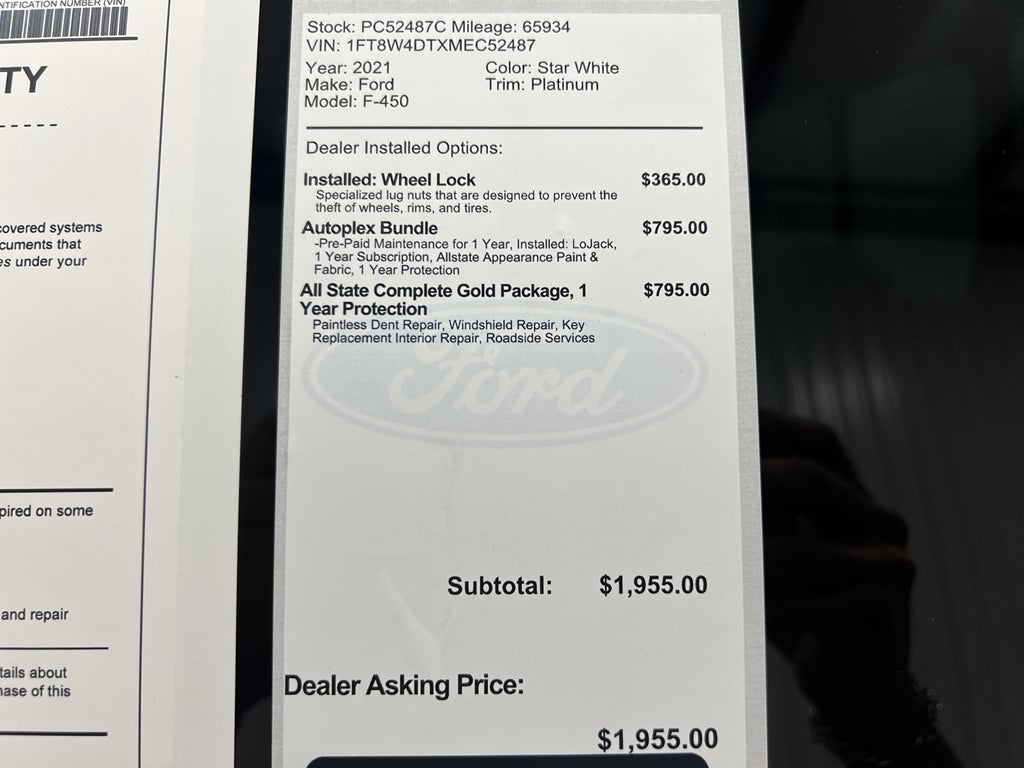 NTIFICATION NUMBER (VIN)
TY
-----
covered systems
cuments that
es under your
pired on some
and repair
tails about
hase of this
Stock: PC52487C Mileage: 65934
VIN: 1FT8W4DTXMEC52487
Year: 2021 Color: Star White
Make: Ford Trim: Platinum
Model: F-450
Dealer Installed Options:
Installed: Wheel Lock $365.00
Specialized lug nuts that are designed to prevent the
theft of wheels, rims, and tires.
Autoplex Bundle $795.00
-Pre-Paid Maintenance for 1 Year, Installed: LoJack,
1 Year Subscription, Allstate Appearance Paint &
Fabric, 1 Year Protection
All State Complete Gold Package, 1 $795.00
Year Protection
Paintless Dent Repair, Windshield Repair, Key
Replacement Interior Repair, Roadside Services
Ford
Subtotal: $1,955.00
Dealer Asking Price:
$1,955.00